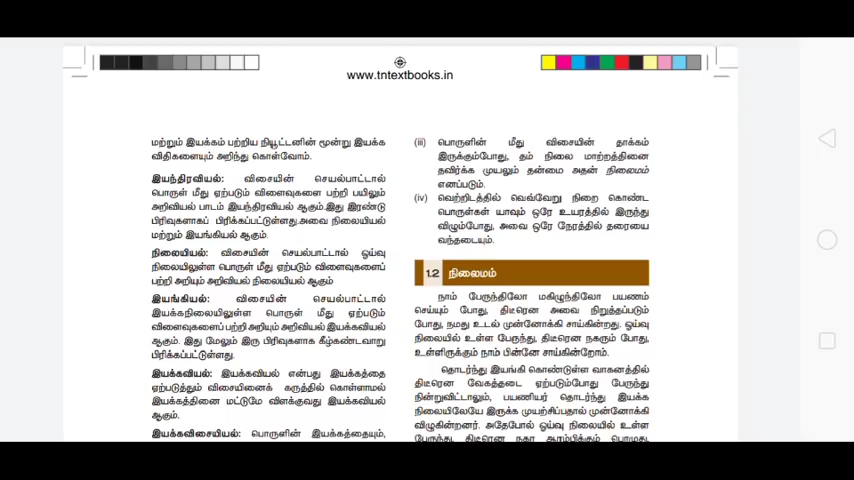 www.tntextbooks.in
மற்றும் இயக்கம் பற்றிய நியூட்டனின் மூன்று இயக்க
விதிகளையும் அறிந்து கொள்வோம்.
இயந்திரவியல்: விசையின் செயல்பாட்டால்
பொருள் மீது ஏற்படும் விளைவுகளை பற்றி பயிலும்
அறிவியல் பாடம் இயந்திரவியல் ஆகும்.இது இரண்டு
பிரிவுகளாகப் பிரிக்கப்பட்டுள்ளது.அவை நிலையியல்
மற்றும் இயங்கியல் ஆகும்.
நிலையியல்: விசையின் செயல்பாட்டால் ஓய்வு
நிலையிலுள்ள பொருள் மீது ஏற்படும் விளைவுகளைப்
பற்றி அறியும் அறிவியல் நிலையியல் ஆகும்
இயங்கியல்: விசையின் செயல்பாட்டால்
இயக்கநிலையிலுள்ள பொருள் மீது ஏற்படும்
விளைவுகளைப் பற்றி அறியும் அறிவியல் இயக்கவியல்
ஆகும். இது மேலும் இரு பிரிவுகளாக கீழ்கண்டவாறு
பிரிக்கப்பட்டுள்ளது.
இயக்கவியல்: இயக்கவியல் என்பது இயக்கத்தை
ஏற்படுத்தும் விசையினைக் கருத்தில் கொள்ளாமல்
இயக்கத்தினை மட்டுமே விளக்குவது இயக்கவியல்
ஆகும்.
இயக்கவிசையியல்: பொருளின் இயக்கத்தையும்,
(iii) பொருளின் மீது விசையின் தாக்கம்
இருக்கும்போது, தம் நிலை மாற்றத்தினை
தவிர்க்க முயலும் தன்மை அதன் நிலைமம்
எனப்படும்.
(iv) வெற்றிடத்தில் வெவ்வேறு நிறை கொண்ட
பொருள்கள் யாவும் ஒரே உயரத்தில் இருந்து
விழும்போது, அவை ஒரே நேரத்தில் தரையை
வந்தடையும்.
1.2 நிலைமம்
நாம் பேருந்திலோ மகிழுந்திலோ பயணம்
செய்யும் போது, திடீரென அவை நிறுத்தப்படும்
போது, நமது உடல் முன்னோக்கி சாய்கின்றது. ஓய்வு
நிலையில் உள்ள பேருந்து, திடீரென நகரும் போது,
உள்ளிருக்கும் நாம் பின்னே சாய்கின்றோம்.
தொடர்ந்து இயங்கி கொண்டுள்ள வாகனத்தில்
திடீரென வேகத்தடை ஏற்படும்போது பேருந்து
நின்றுவிட்டாலும், பயணியர் தொடர்ந்து இயக்க
நிலையிலேயே இருக்க முயற்சிப்பதால் முன்னோக்கி
விழுகின்றனர். அதேபோல் ஓய்வு நிலையில் உள்ள
பேருந்து, திடீரென நகர ஆரம்பிக்கும் பொழுது,